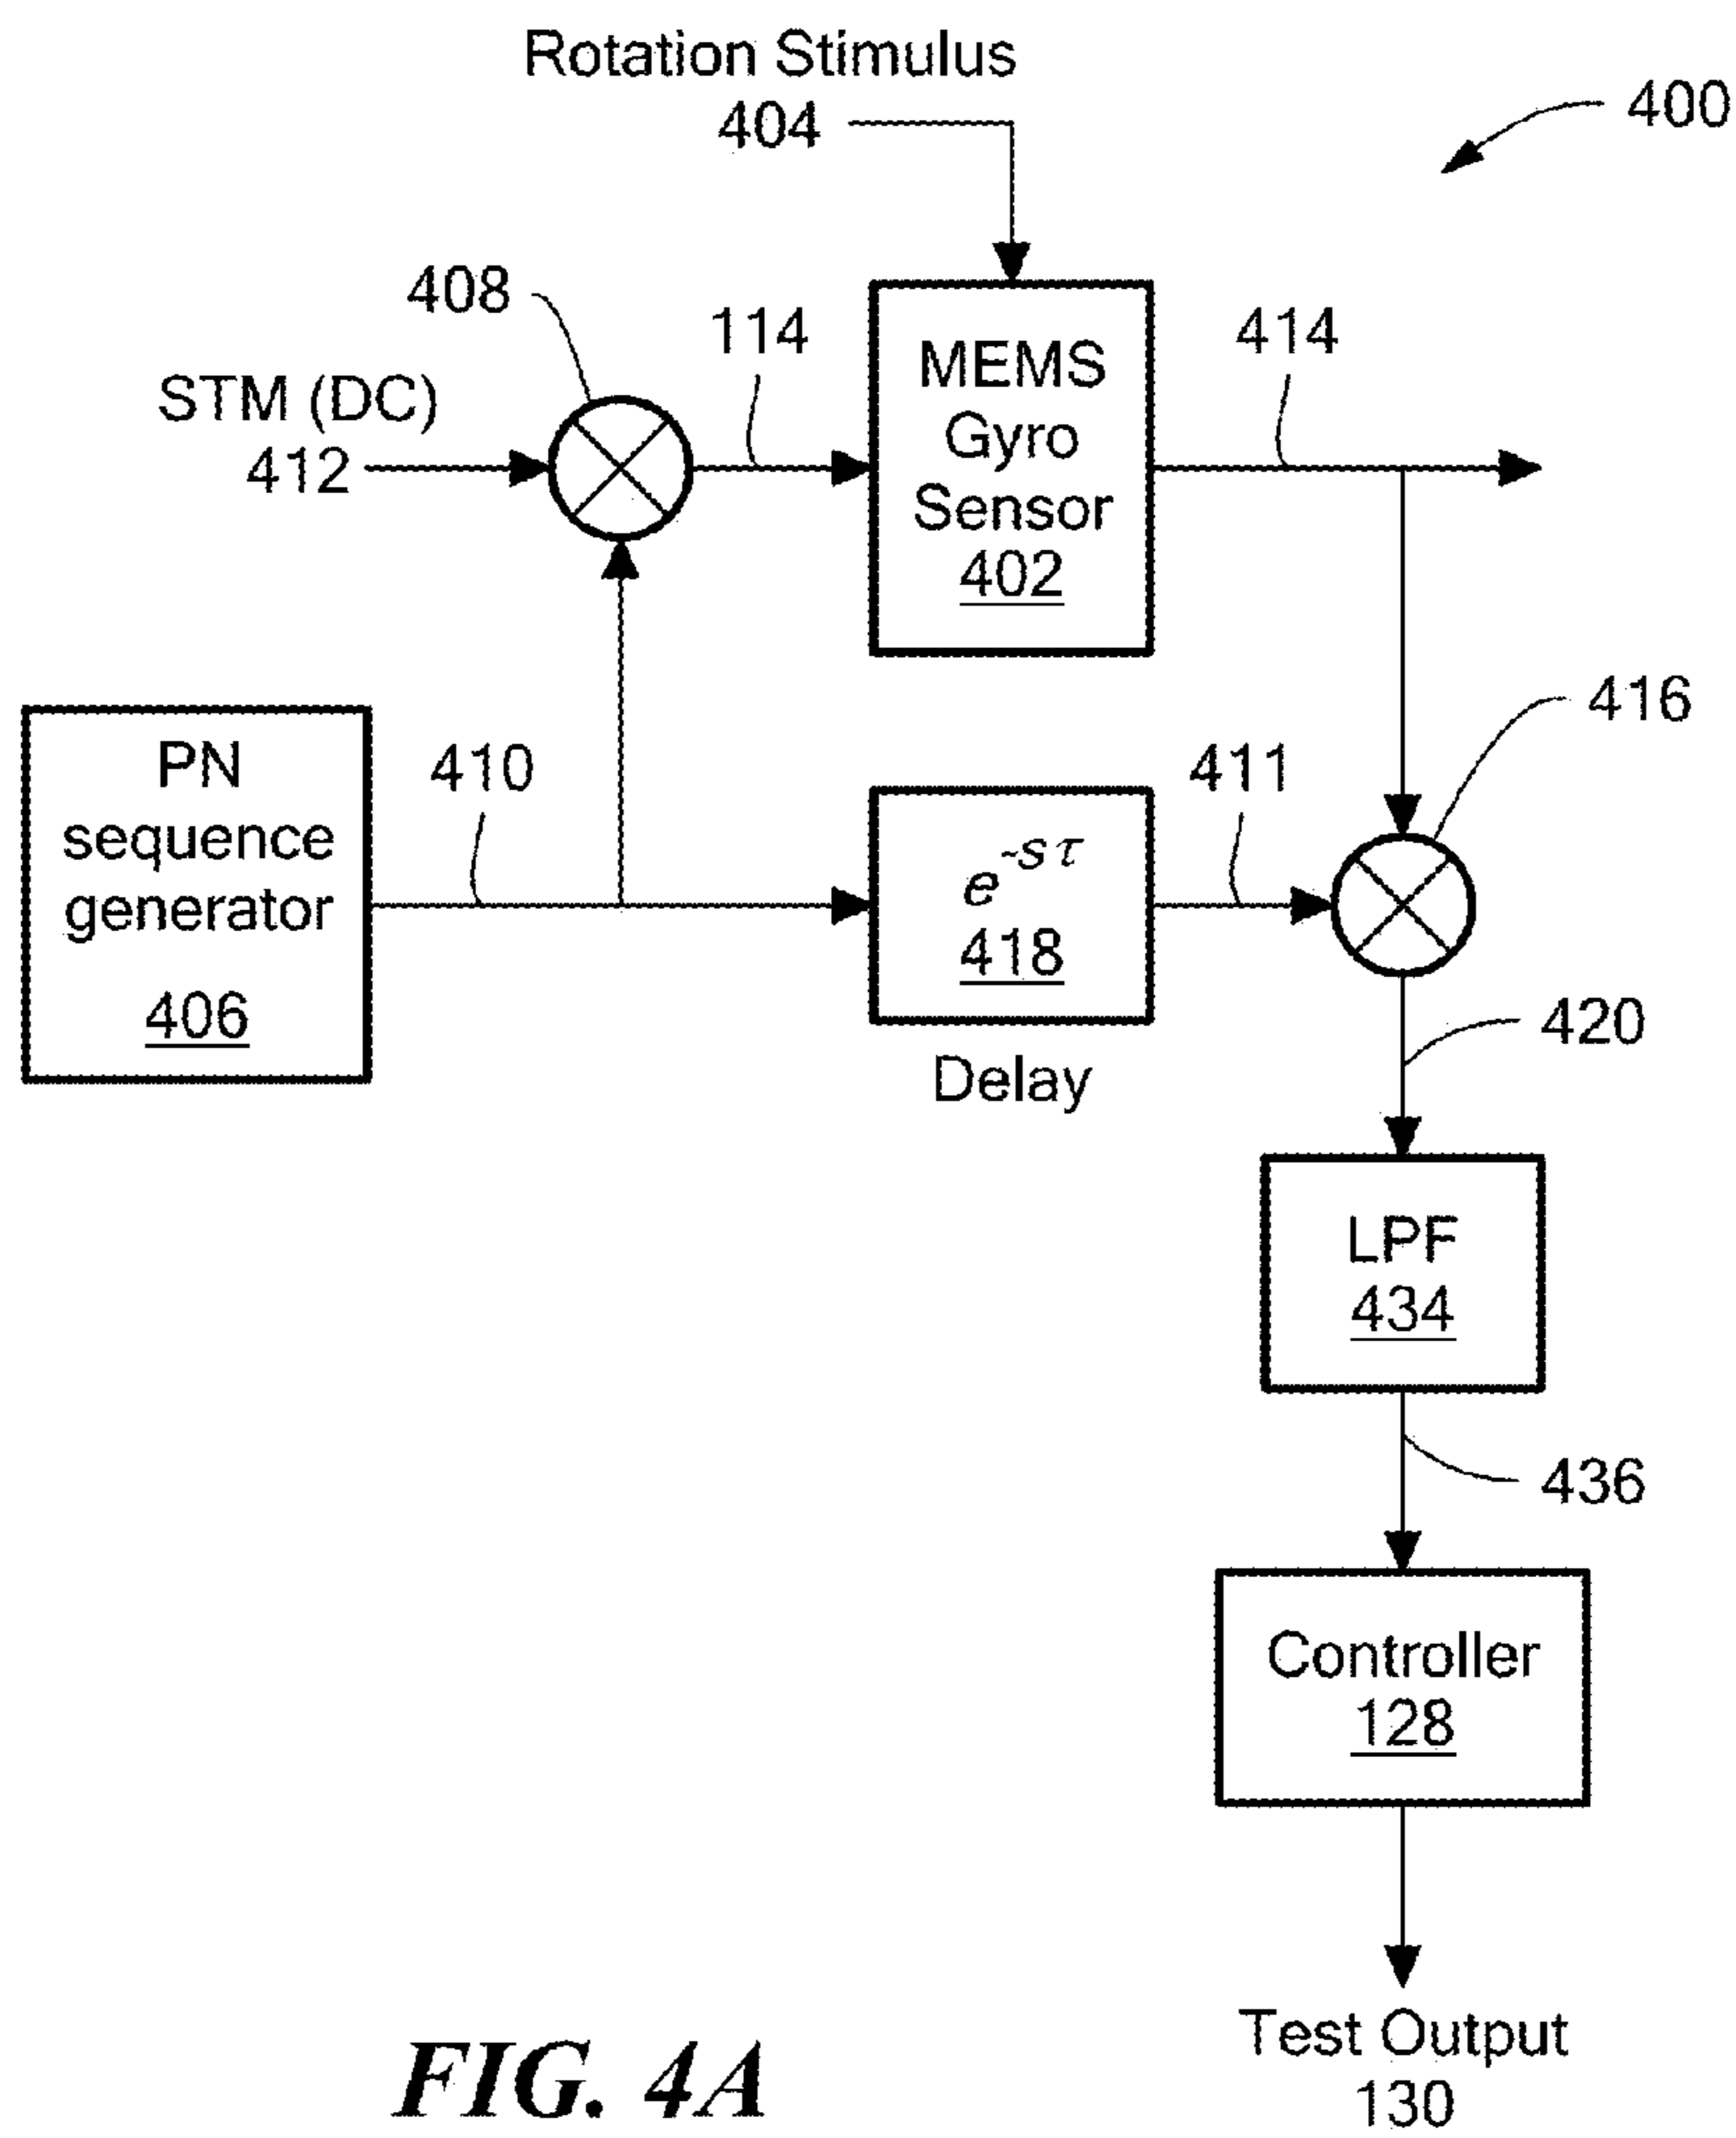 Rotation Stimulus
404
400
408
114
414
STM (DC)
412
MEMS
Gyro
Sensor
402
416
PN
sequence
generator
406
410
411
e^-sτ
418
Delay
420
LPF
434
436
Controller
128
Test Output
130
FIG. 4A